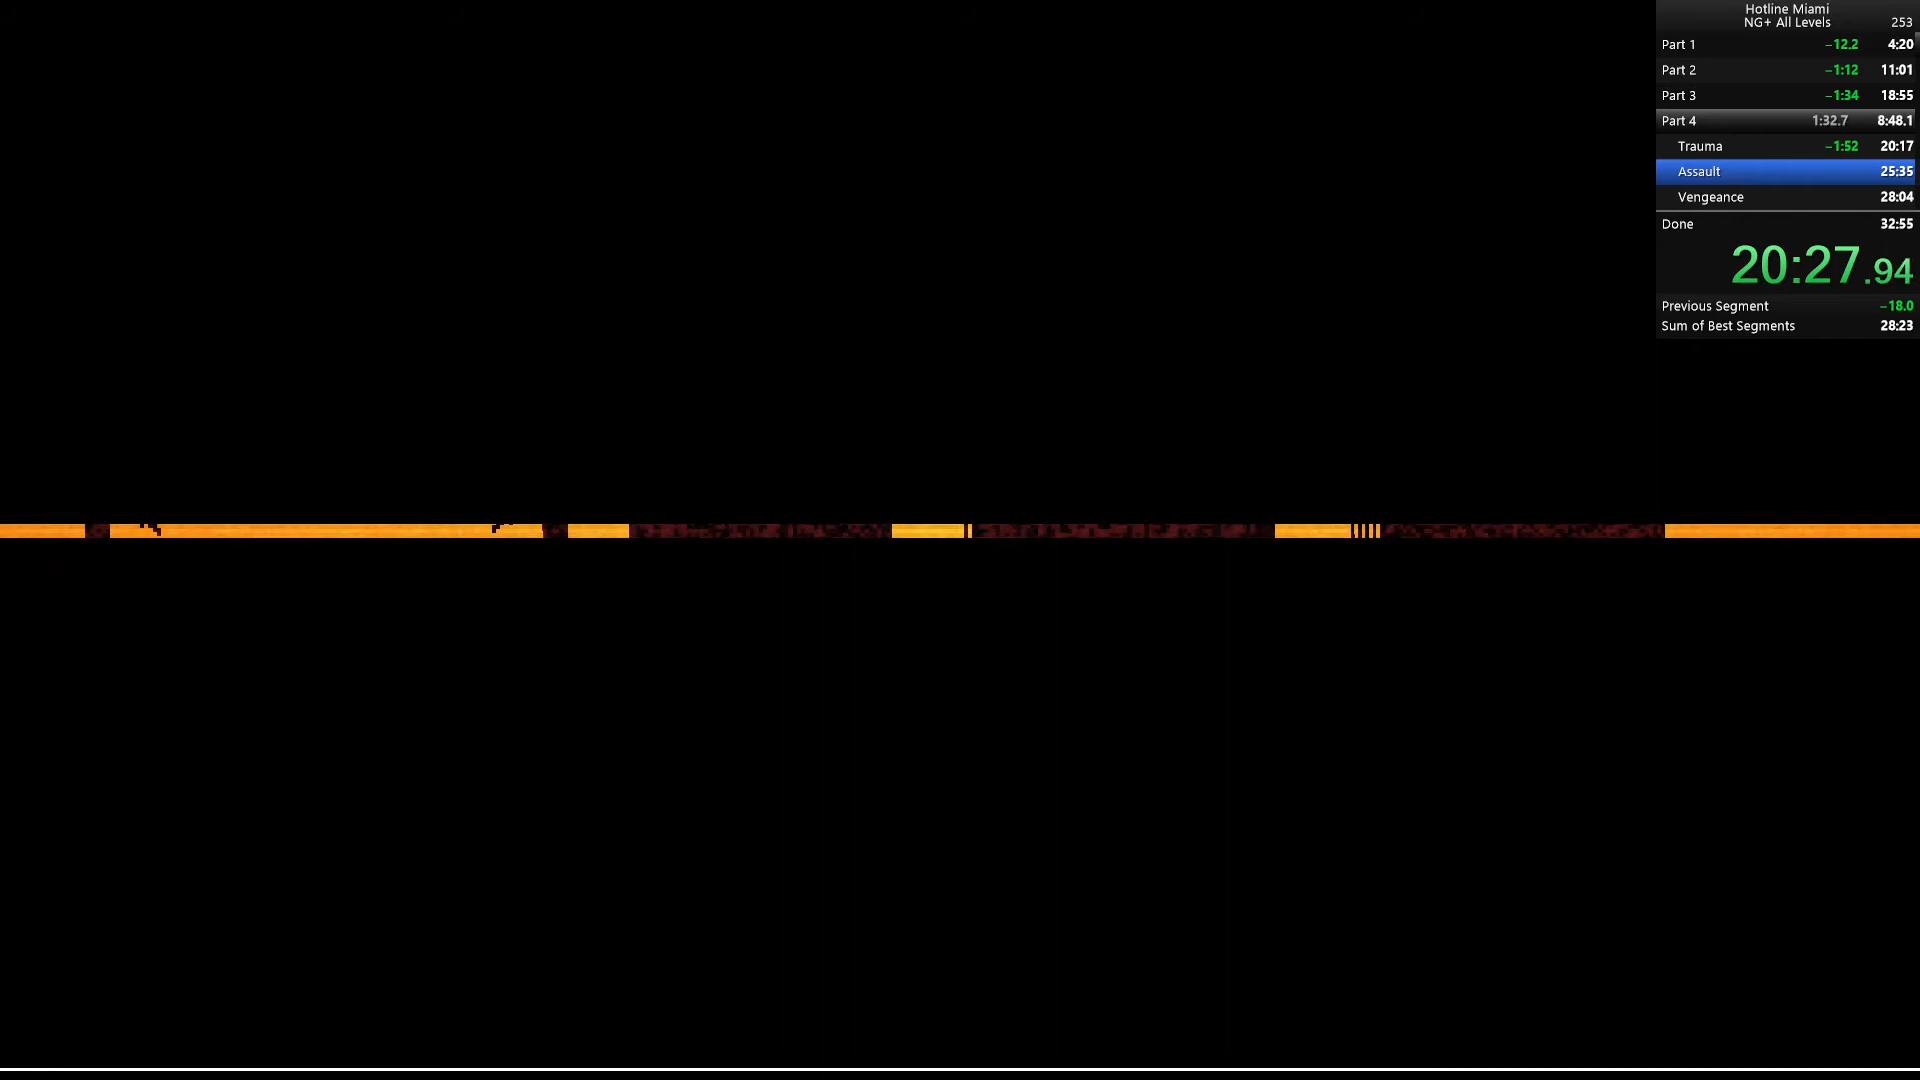 Hotline Miami
NG+ All Levels 253
Part 1 −12.2 4:20
Part 2 −1:12 11:01
Part 3 −1:34 18:55
Part 4 1:32.7 8:48.1
Trauma −1:52 20:17
Assault 25:35
Vengeance 28:04
Done 32:55
20:27.94
Previous Segment −18.0
Sum of Best Segments 28:23